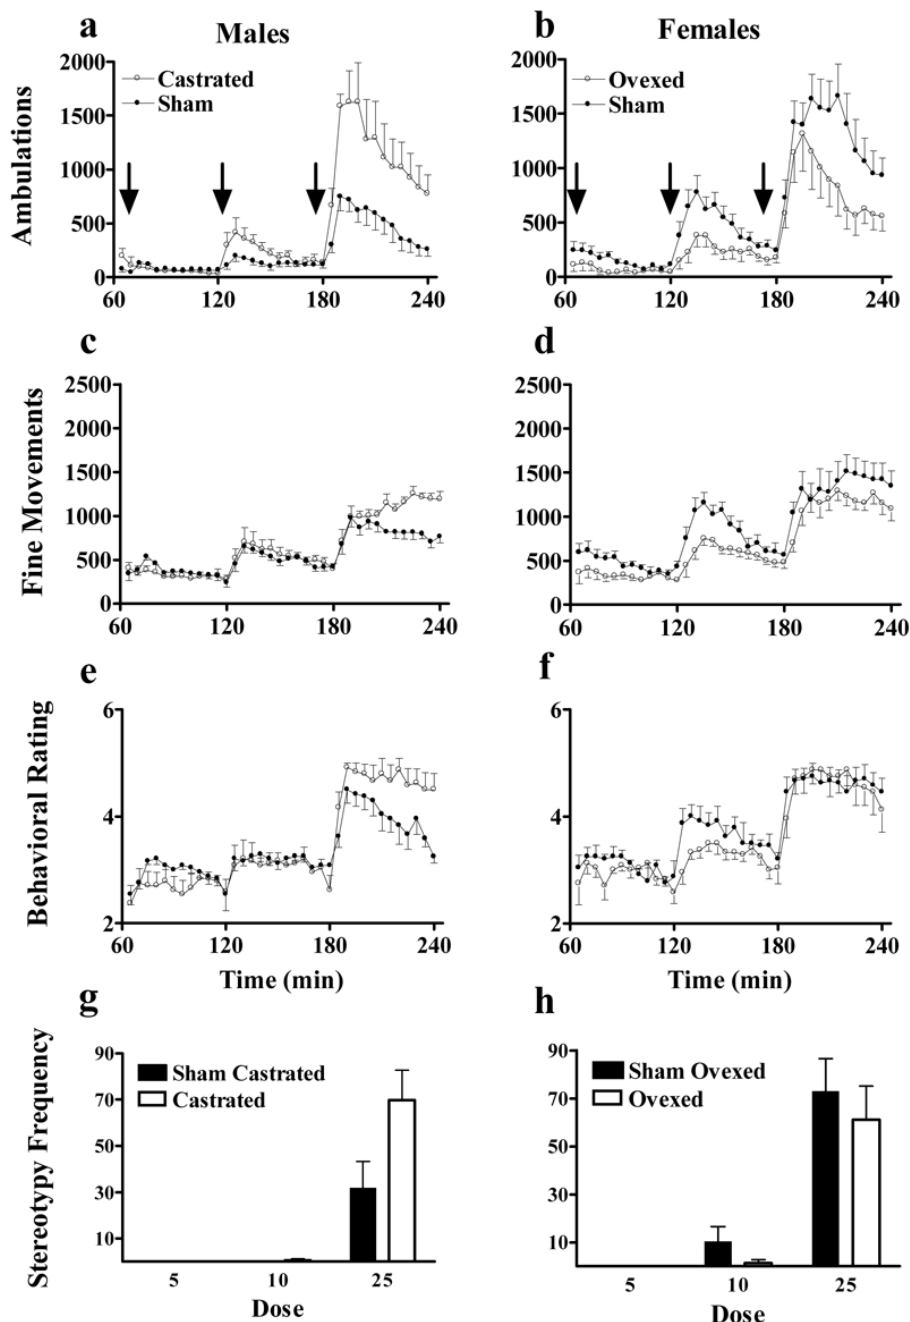 a
Males
b
Females
Ambulations
2000
1500
1000
500
0
Castrated
Sham
60
120
180
240
2000
1500
1000
500
0
Ovexed
Sham
60
120
180
240
c
d
Fine Movements
2500
2000
1500
1000
500
0
60
120
180
240
2500
2000
1500
1000
500
0
60
120
180
240
e
f
Behavioral Rating
6
4
2
60
120
180
240
Time (min)
6
4
2
60
120
180
240
Time (min)
g
h
Stereotypy Frequency
90
70
50
30
10
Sham Castrated
Castrated
5
10
25
Dose
90
70
50
30
10
Sham Ovexed
Ovexed
5
10
25
Dose